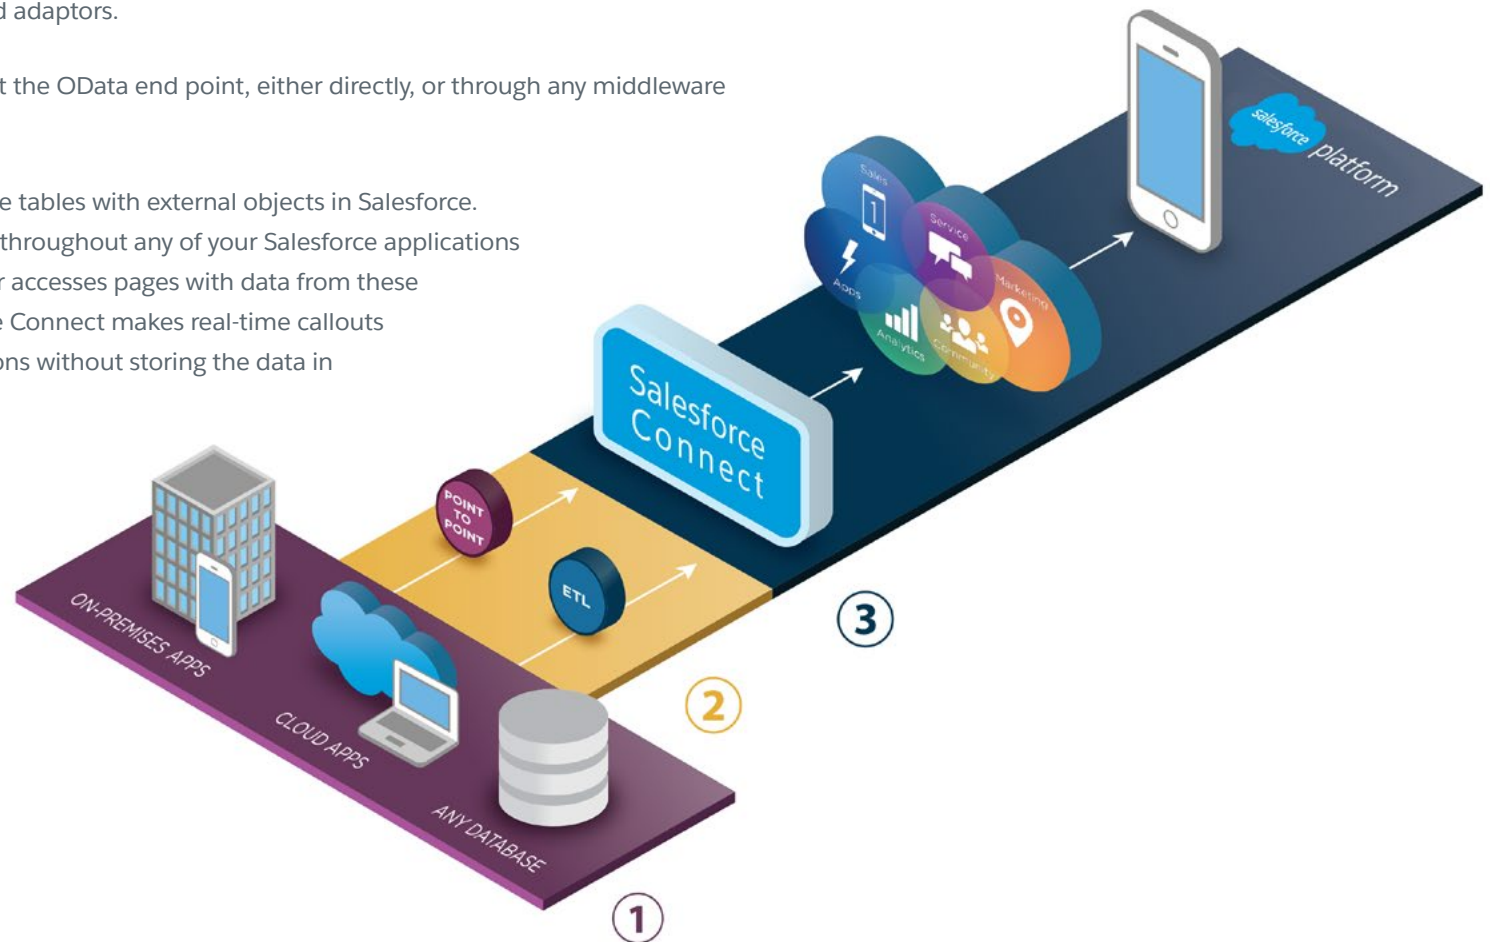 d adaptors.
t the OData end point, either directly, or through any middleware
e tables with external objects in Salesforce.
throughout any of your Salesforce applications
r accesses pages with data from these
e Connect makes real-time callouts
ons without storing the data in
salesforce platform
Sales
1
Service
Apps
Marketing
Analytics
Community
Salesforce
Connect
POINT
TO
POINT
ETL
ON-PREMISES APPS
CLOUD APPS
ANY DATABASE
3
2
1